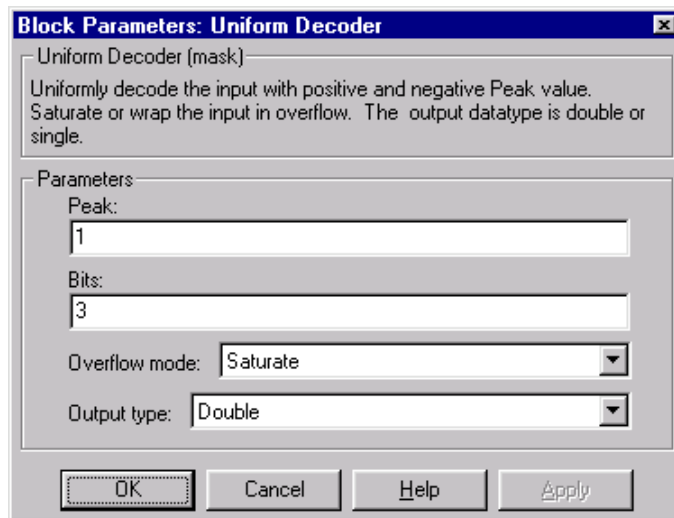 Block Parameters: Uniform Decoder
Uniform Decoder (mask)
Uniformly decode the input with positive and negative Peak value.
Saturate or wrap the input in overflow.  The  output datatype is double or
single.
Parameters
Peak:
1
Bits:
3
Overflow mode: Saturate
Output type: Double
OK Cancel Help Apply